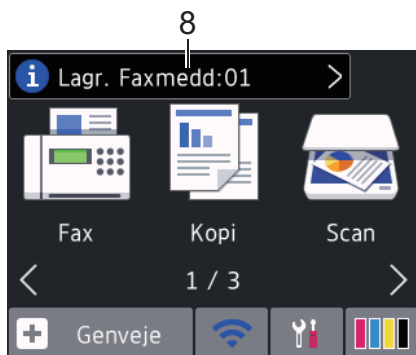 8
i Lagr. Faxmedd:01 >
Fax Kopi Scan
< 1 / 3 >
+ Genveje